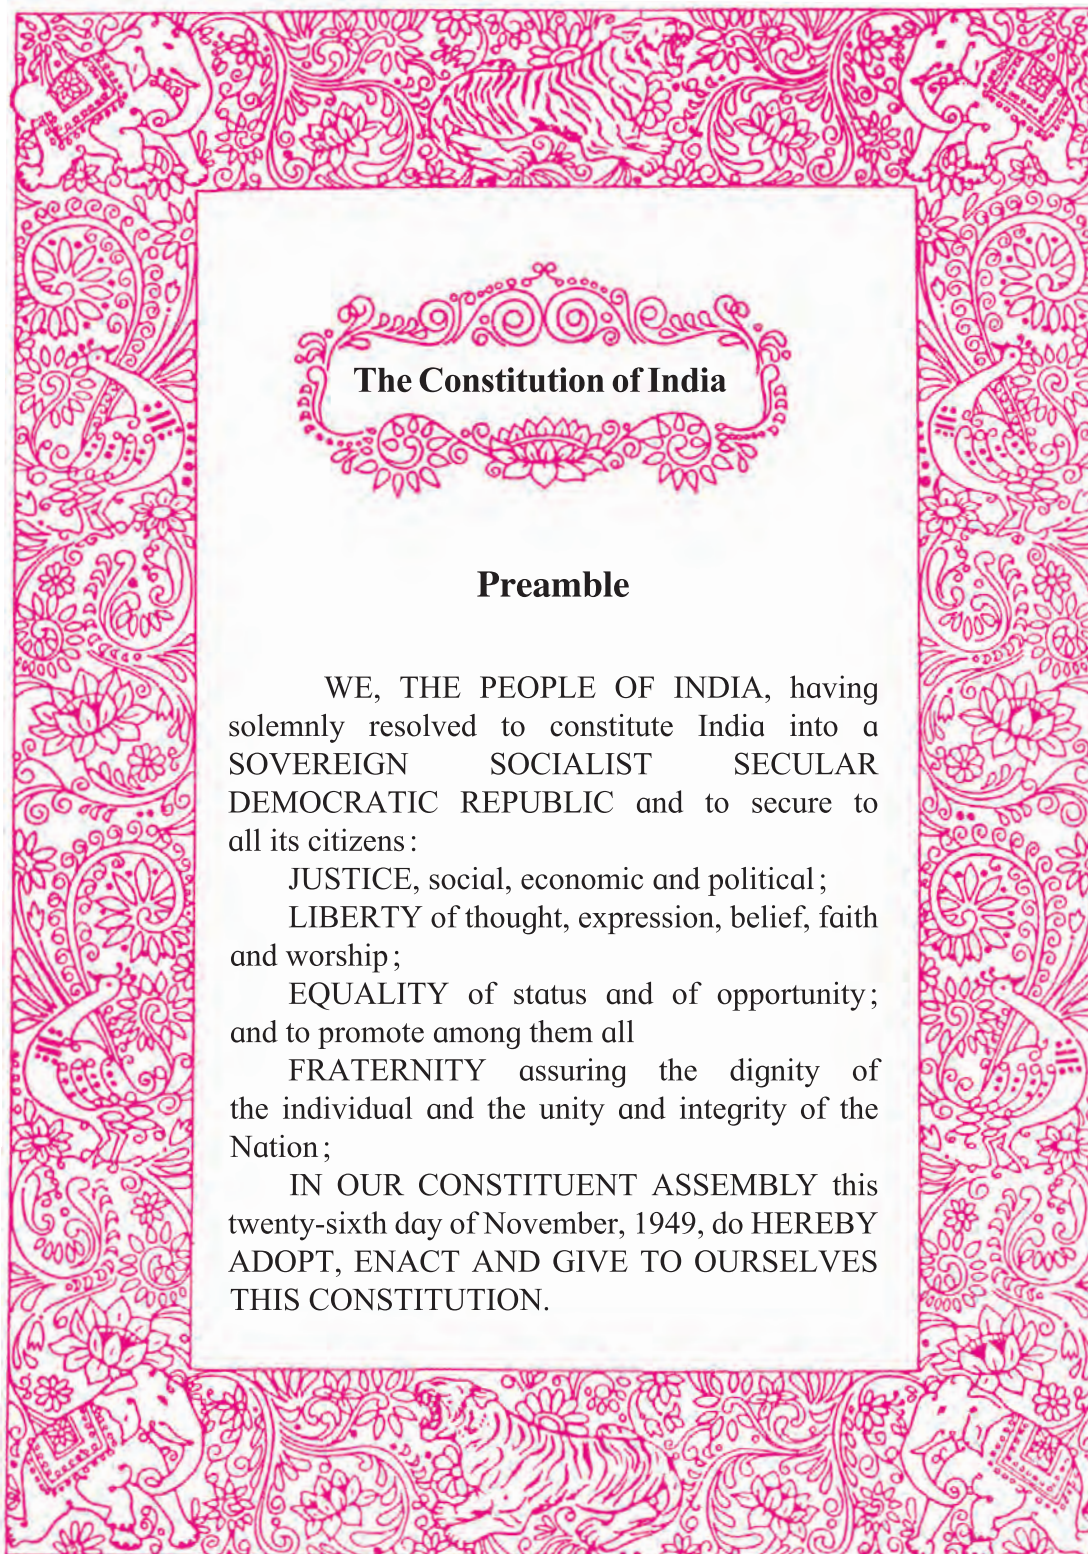 The Constitution of India
Preamble
WE, THE PEOPLE OF INDIA, having
solemnly resolved to constitute India into a
SOVEREIGN SOCIALIST SECULAR
DEMOCRATIC REPUBLIC and to secure to
all its citizens :
JUSTICE, social, economic and political ;
LIBERTY of thought, expression, belief, faith
and worship ;
EQUALITY of status and of opportunity ;
and to promote among them all
FRATERNITY assuring the dignity of
the individual and the unity and integrity of the
Nation ;
IN OUR CONSTITUENT ASSEMBLY this
twenty-sixth day of November, 1949, do HEREBY
ADOPT, ENACT AND GIVE TO OURSELVES
THIS CONSTITUTION.